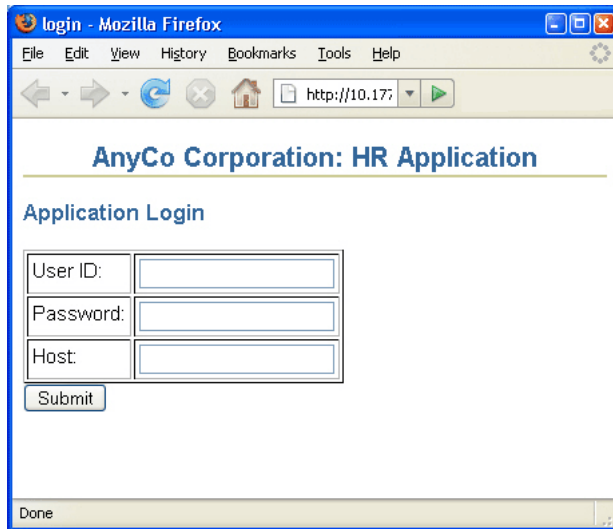 login - Mozilla Firefox
File Edit View History Bookmarks Tools Help
http://10.177
AnyCo Corporation: HR Application
Application Login
User ID:
Password:
Host:
Submit
Done